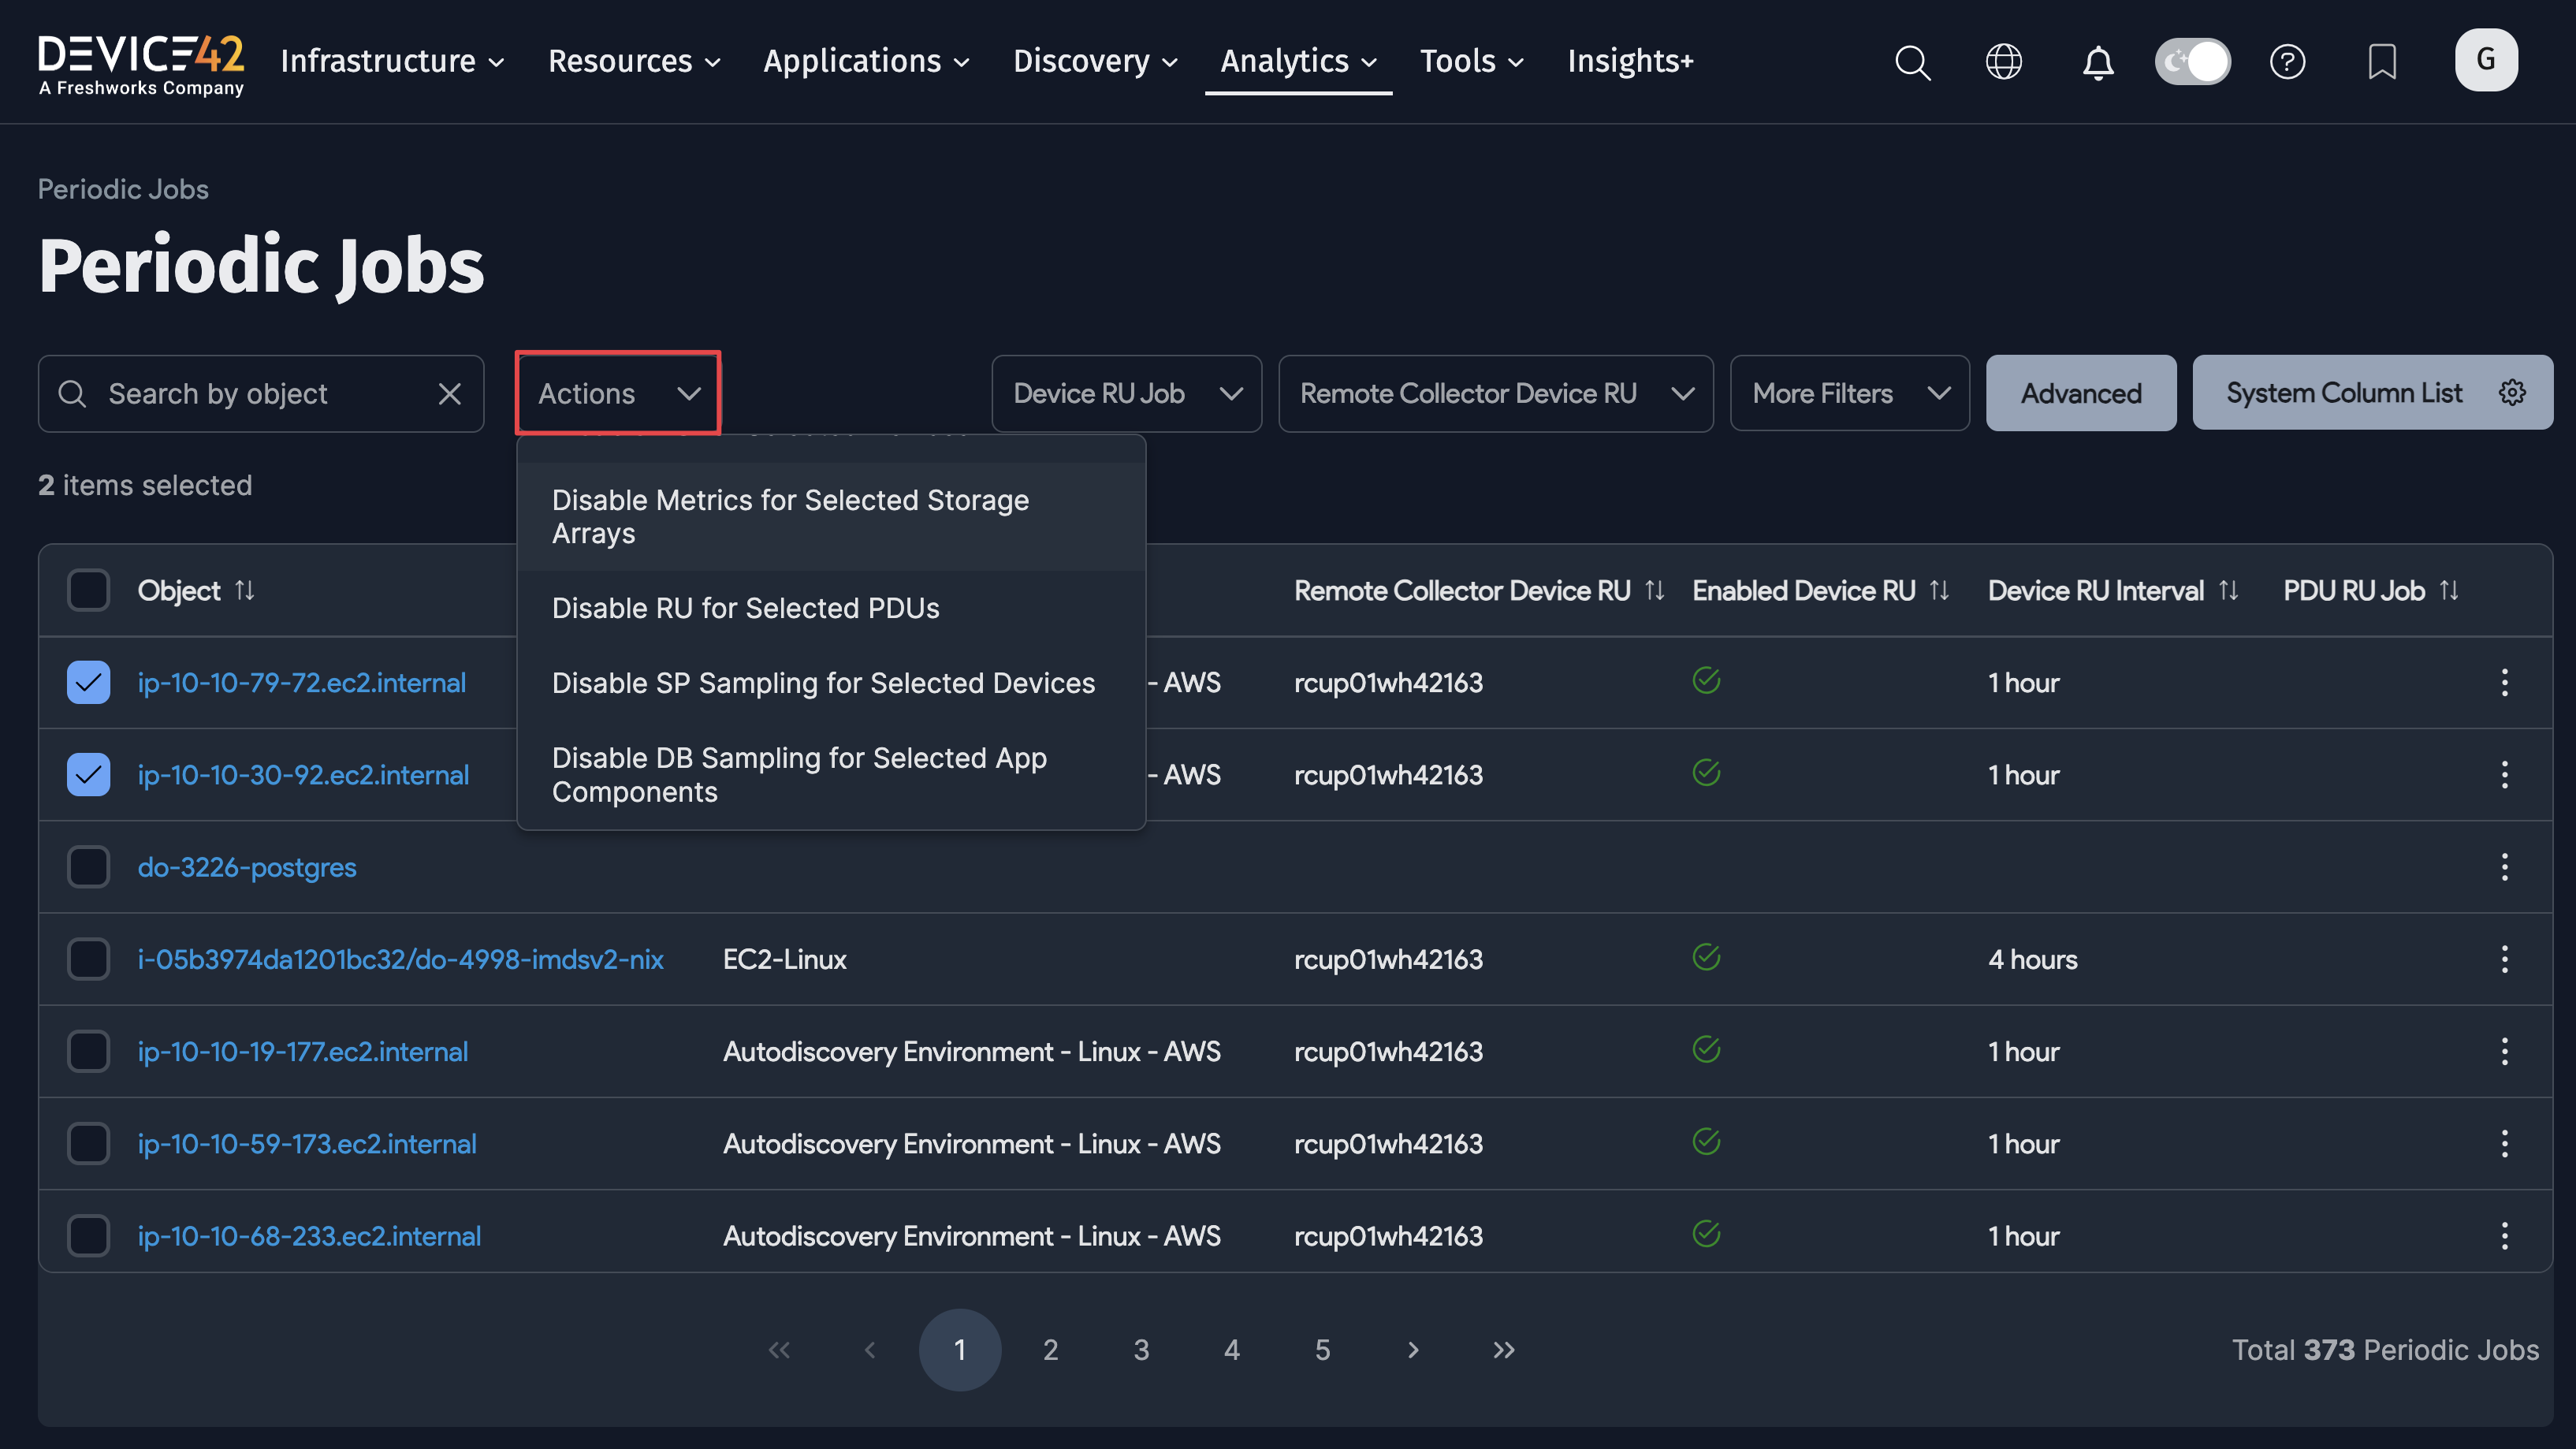 DEVICE42
A Freshworks Company
Infrastructure
Resources
Applications
Discovery
Analytics
Tools
Insights+
G
Periodic Jobs
Periodic Jobs
Search by object
Actions
Device RU Job
Remote Collector Device RU
More Filters
Advanced
System Column List
2 items selected
Disable Metrics for Selected Storage
Arrays
Disable RU for Selected PDUs
Disable SP Sampling for Selected Devices
Disable DB Sampling for Selected App
Components
Object Remote Collector Device RU Enabled Device RU Device RU Interval PDU RU Job
ip-10-10-79-72.ec2.internal - AWS rcup01wh42163 1 hour
ip-10-10-30-92.ec2.internal - AWS rcup01wh42163 1 hour
do-3226-postgres
i-05b3974da1201bc32/do-4998-imdsv2-nix EC2-Linux rcup01wh42163 4 hours
ip-10-10-19-177.ec2.internal Autodiscovery Environment - Linux - AWS rcup01wh42163 1 hour
ip-10-10-59-173.ec2.internal Autodiscovery Environment - Linux - AWS rcup01wh42163 1 hour
ip-10-10-68-233.ec2.internal Autodiscovery Environment - Linux - AWS rcup01wh42163 1 hour
« ‹ 1 2 3 4 5 › »
Total 373 Periodic Jobs